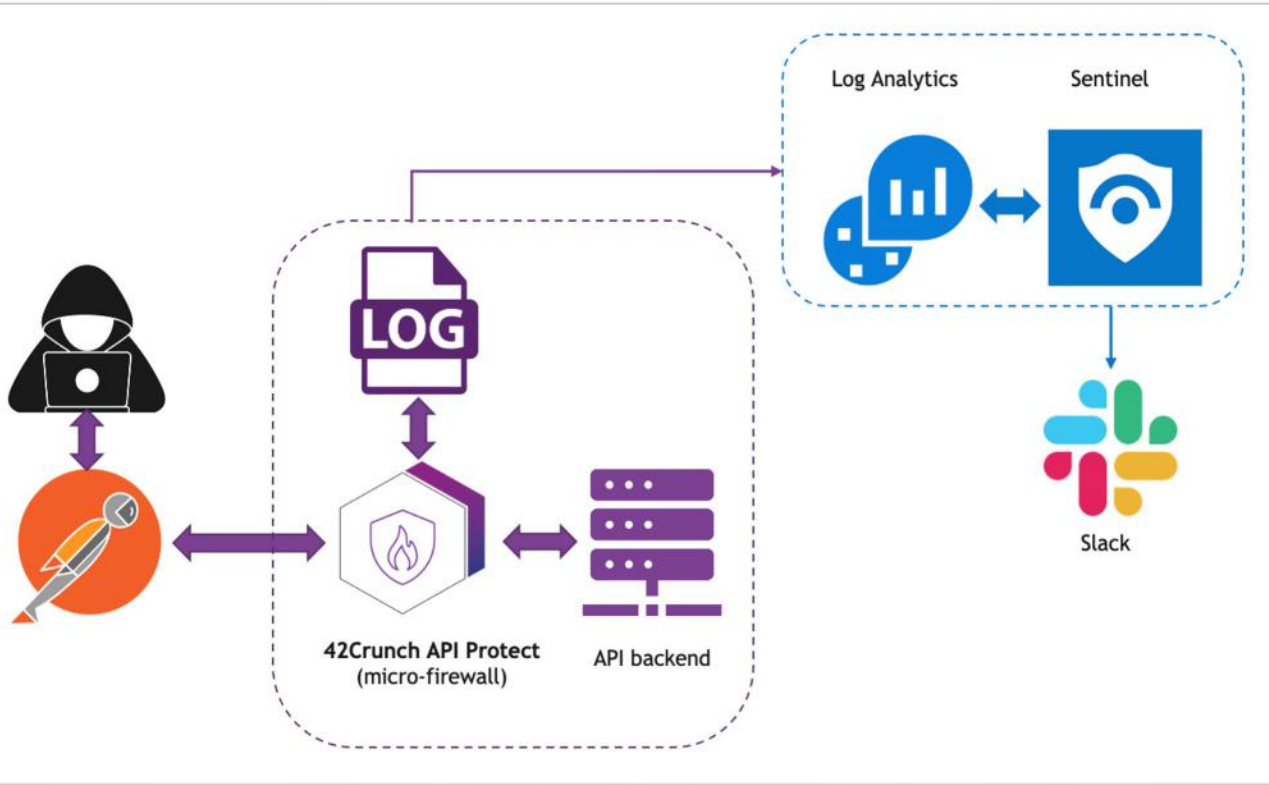 Log Analytics
Sentinel
LOG
42Crunch API Protect
(micro-firewall)
API backend
Slack